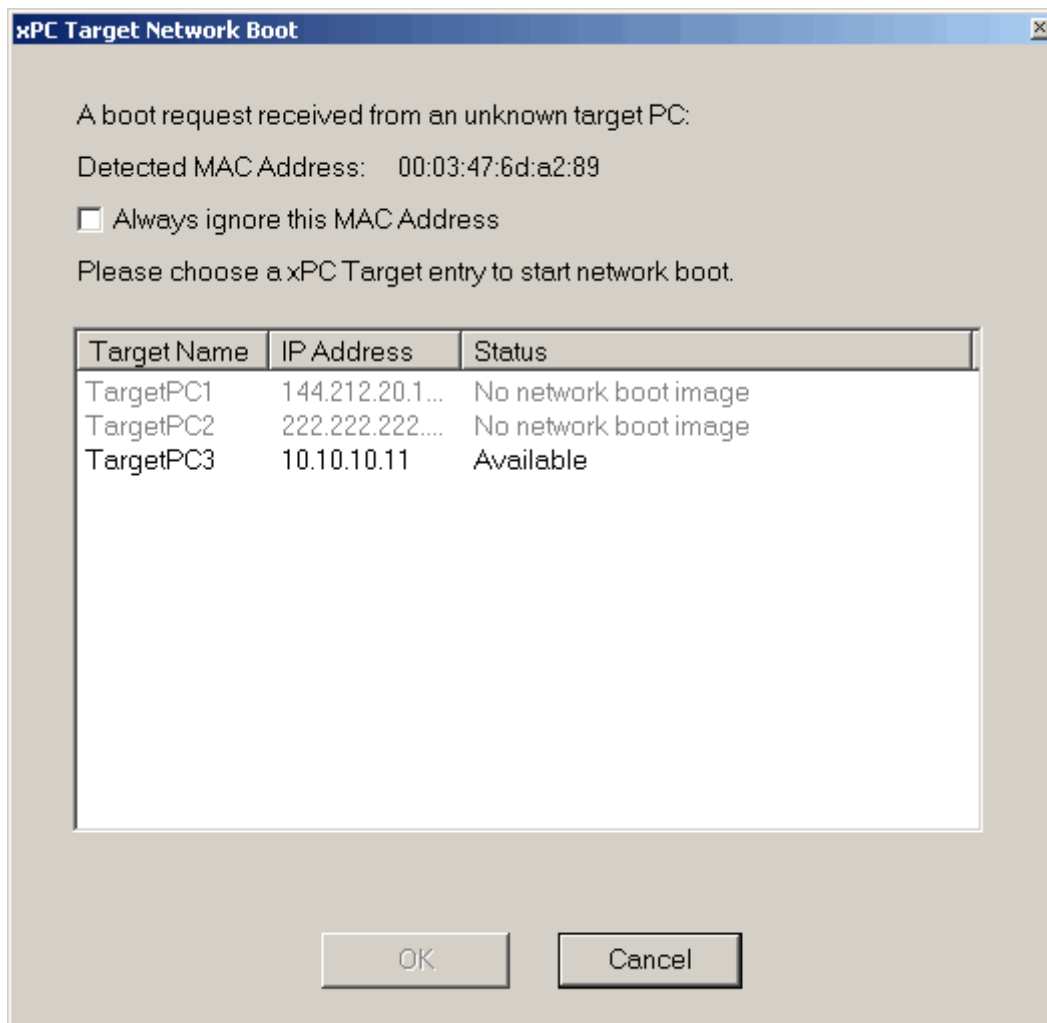 xPC Target Network Boot
A boot request received from an unknown target PC:
Detected MAC Address: 00:03:47:6d:a2:89
Always ignore this MAC Address
Please choose a xPC Target entry to start network boot.
Target Name IP Address Status
TargetPC1 144.212.20.1... No network boot image
TargetPC2 222.222.222.... No network boot image
TargetPC3 10.10.10.11 Available
OK Cancel